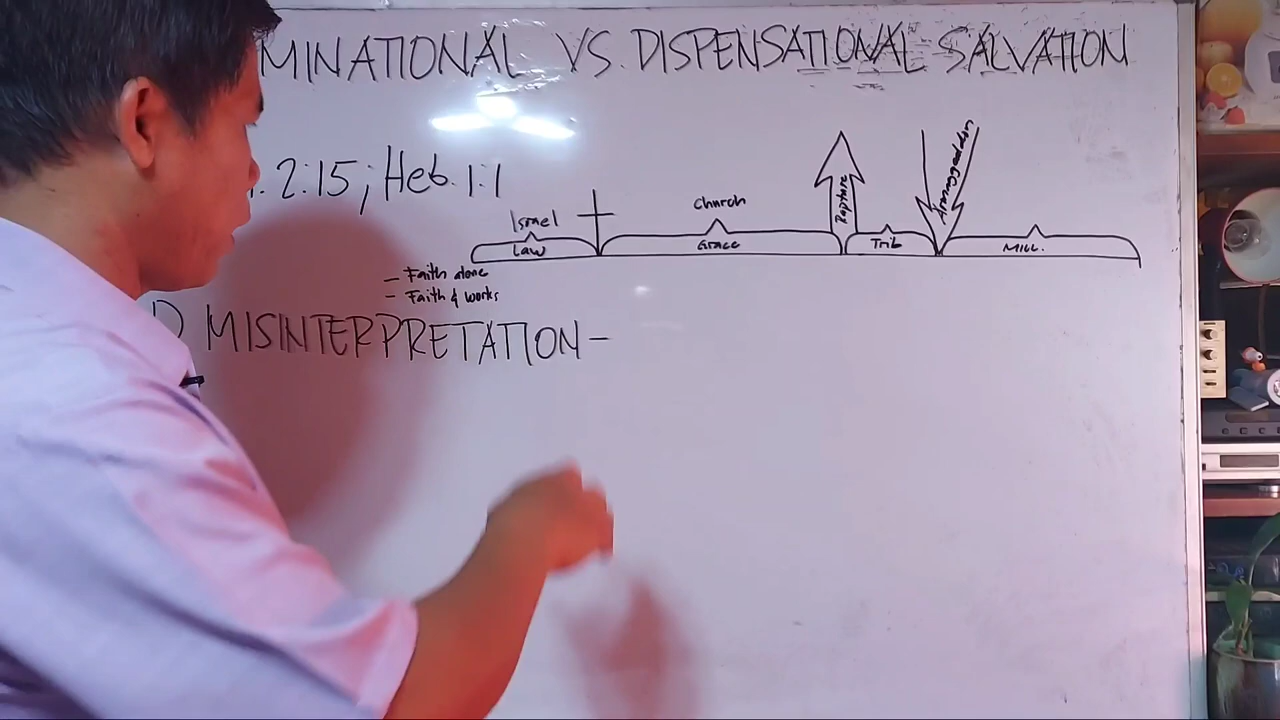 MINATIONAL VS. DISPENSATIONAL SALVATION
. 2:15; Heb. 1:1
Israel
Church
Rapture
Armaggeddon
Law
Grace
Trib
Mill.
- Faith alone
- Faith & works
) MISINTERPRETATION-